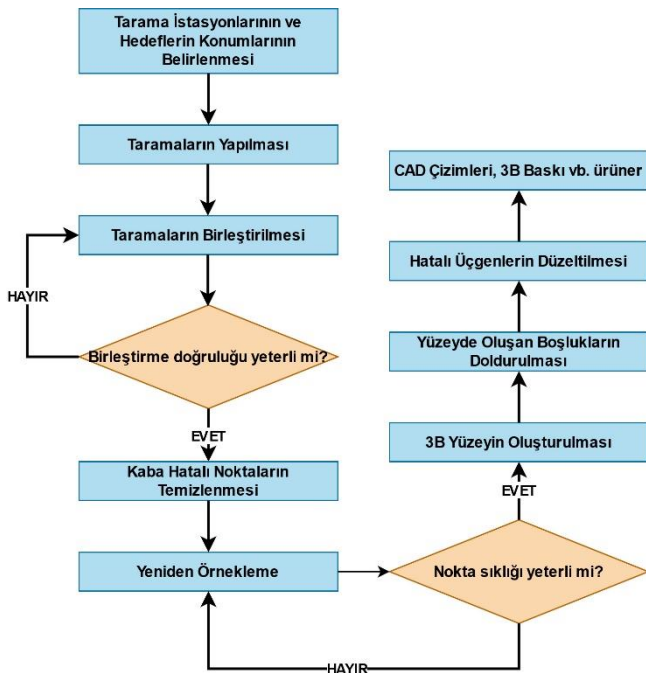 Tarama İstasyonlarının ve
Hedeflerin Konumlarının
Belirlenmesi
Taramaların Yapılması
Taramaların Birleştirilmesi
HAYIR
Birleştirme doğruluğu yeterli mi?
EVET
Kaba Hatalı Noktaların
Temizlenmesi
Yeniden Örnekleme
Nokta sıklığı yeterli mi?
HAYIR
EVET
3B Yüzeyin Oluşturulması
Yüzeyde Oluşan Boşlukların
Doldurulması
Hatalı Üçgenlerin Düzeltilmesi
CAD Çizimleri, 3B Baskı vb. ürüner